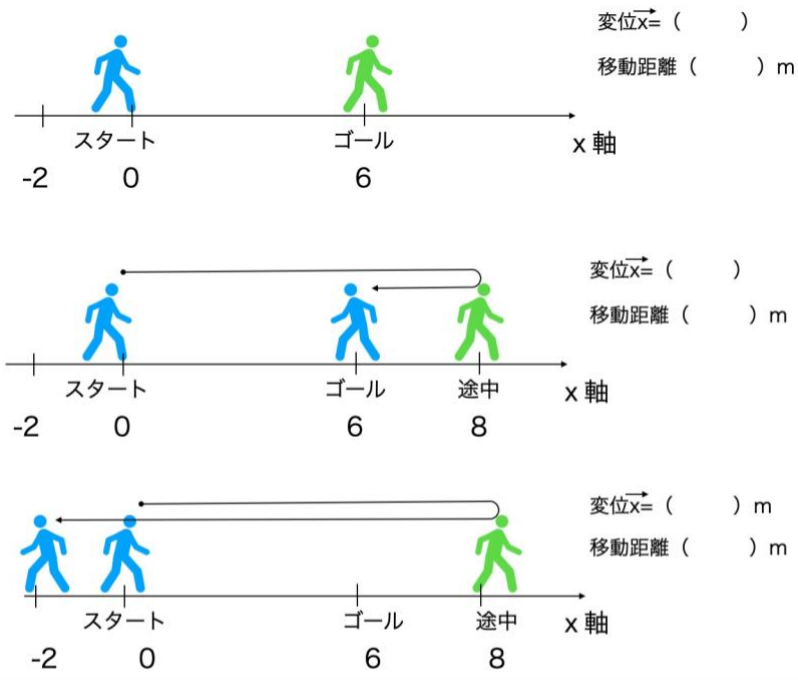 変位x=(　　　)
移動距離(　　　)m
スタート ゴール x 軸
-2 0 6
変位x=(　　　)
移動距離(　　　)m
スタート ゴール 途中 x 軸
-2 0 6 8
変位x=(　　　)m
移動距離(　　　)m
スタート ゴール 途中 x 軸
-2 0 6 8